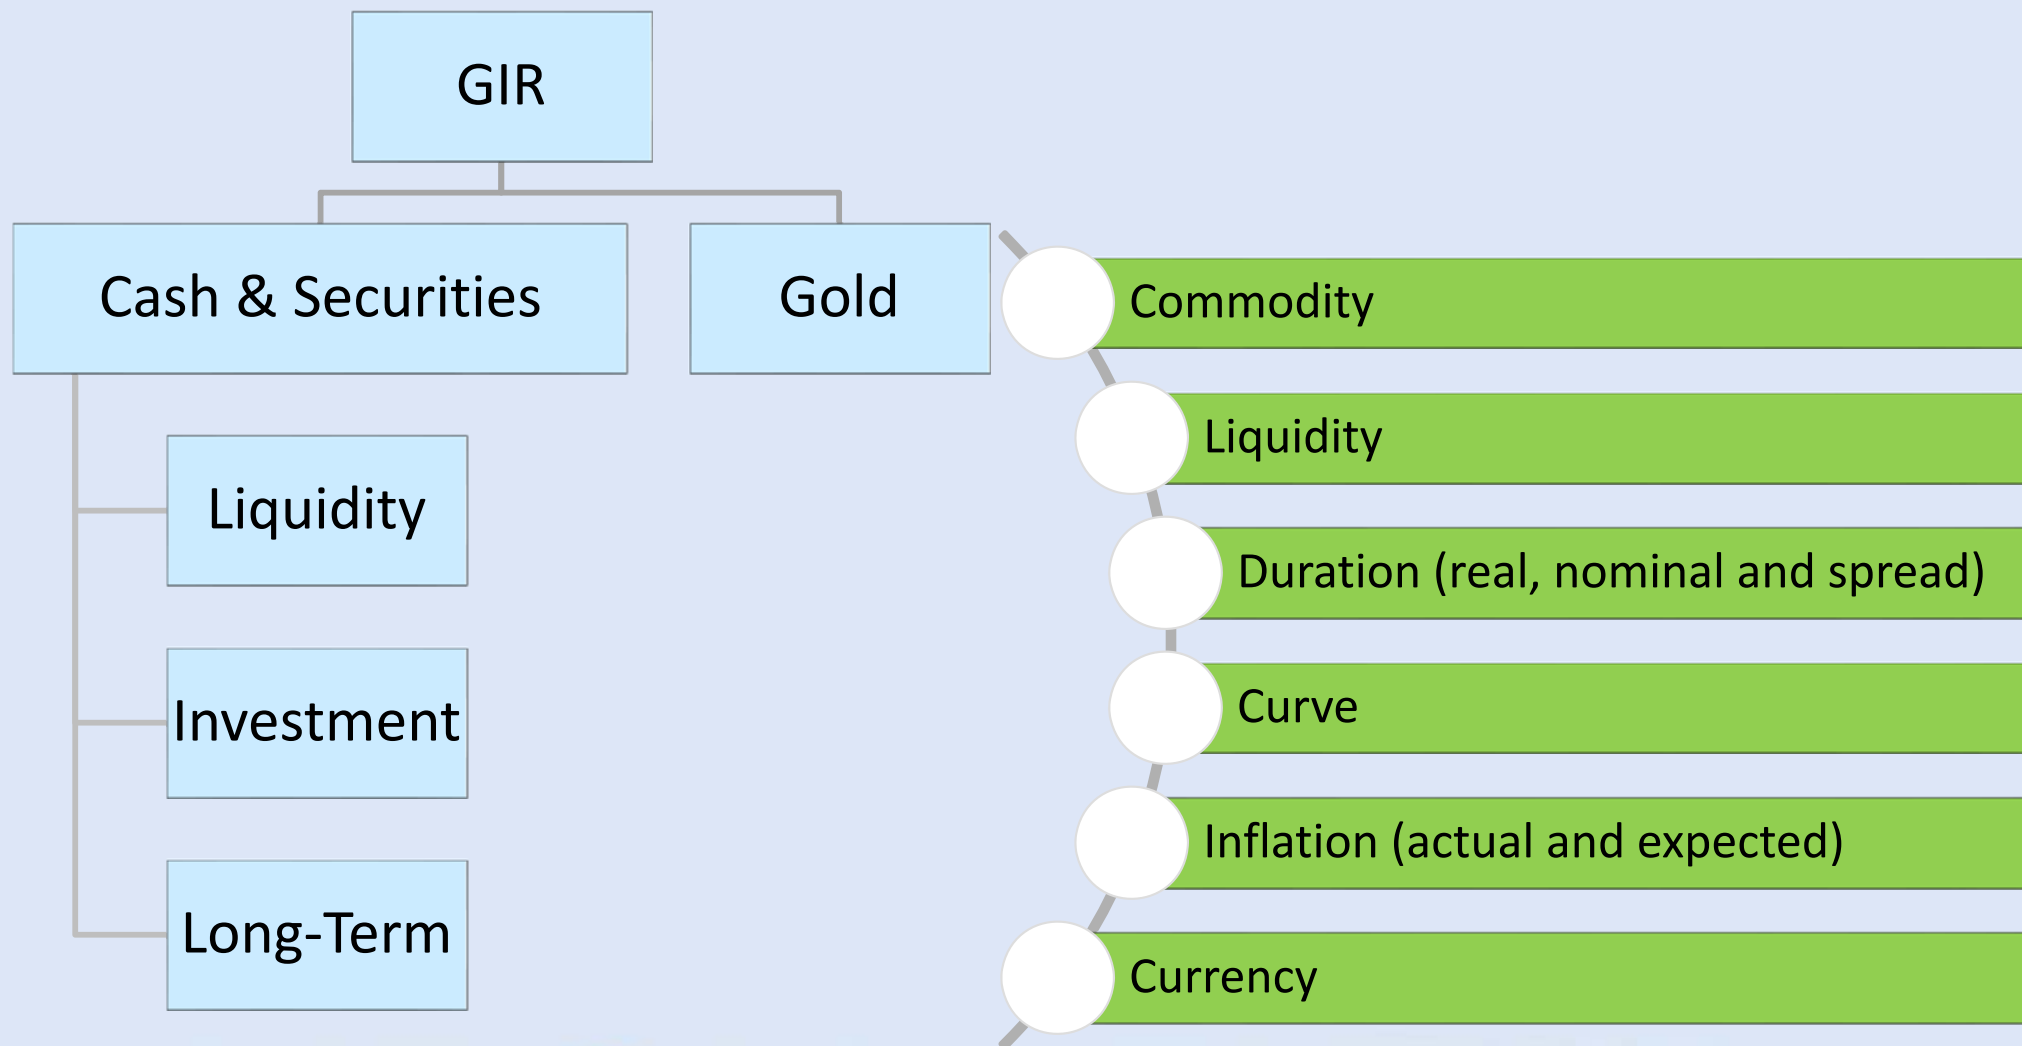 GIR
Cash & Securities
Gold
Liquidity
Investment
Long-Term
Commodity
Liquidity
Duration (real, nominal and spread)
Curve
Inflation (actual and expected)
Currency